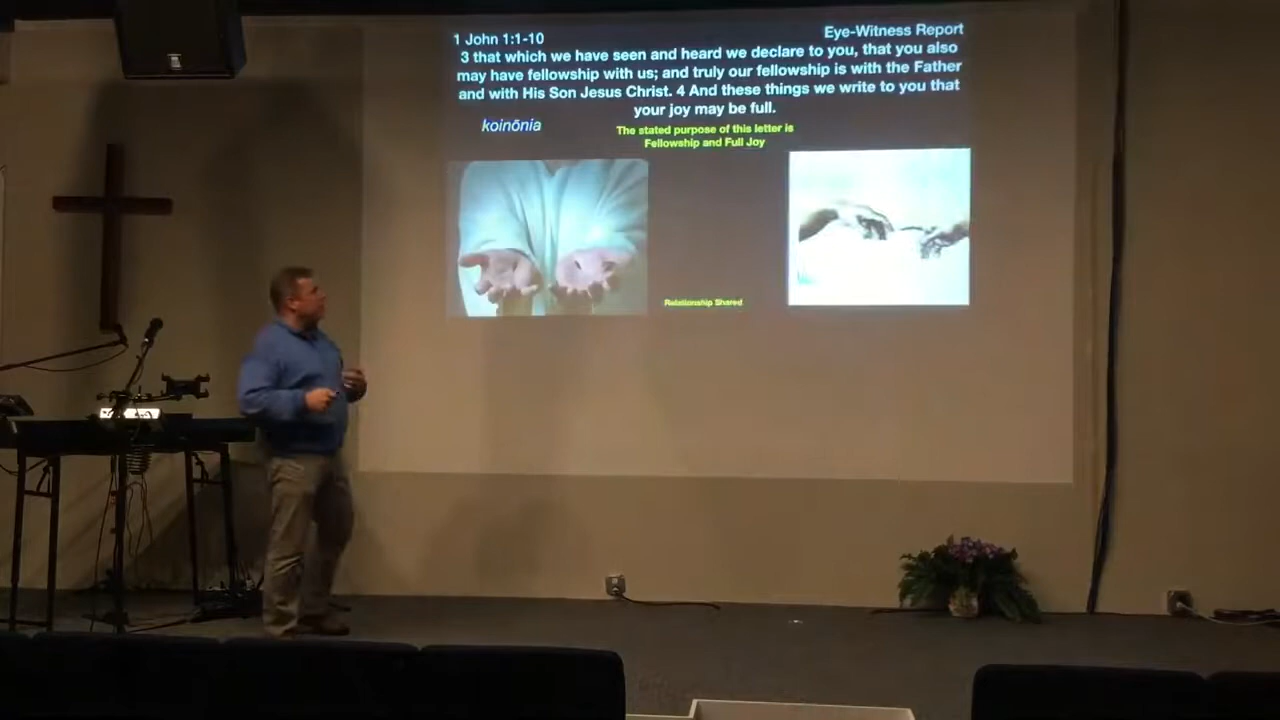 1 John 1:1-10
Eye-Witness Report
3 that which we have seen and heard we declare to you, that you also
may have fellowship with us; and truly our fellowship is with the Father
and with His Son Jesus Christ. 4 And these things we write to you that
your joy may be full.
koinōnia
The stated purpose of this letter is
Fellowship and Full Joy
Relationship Shared